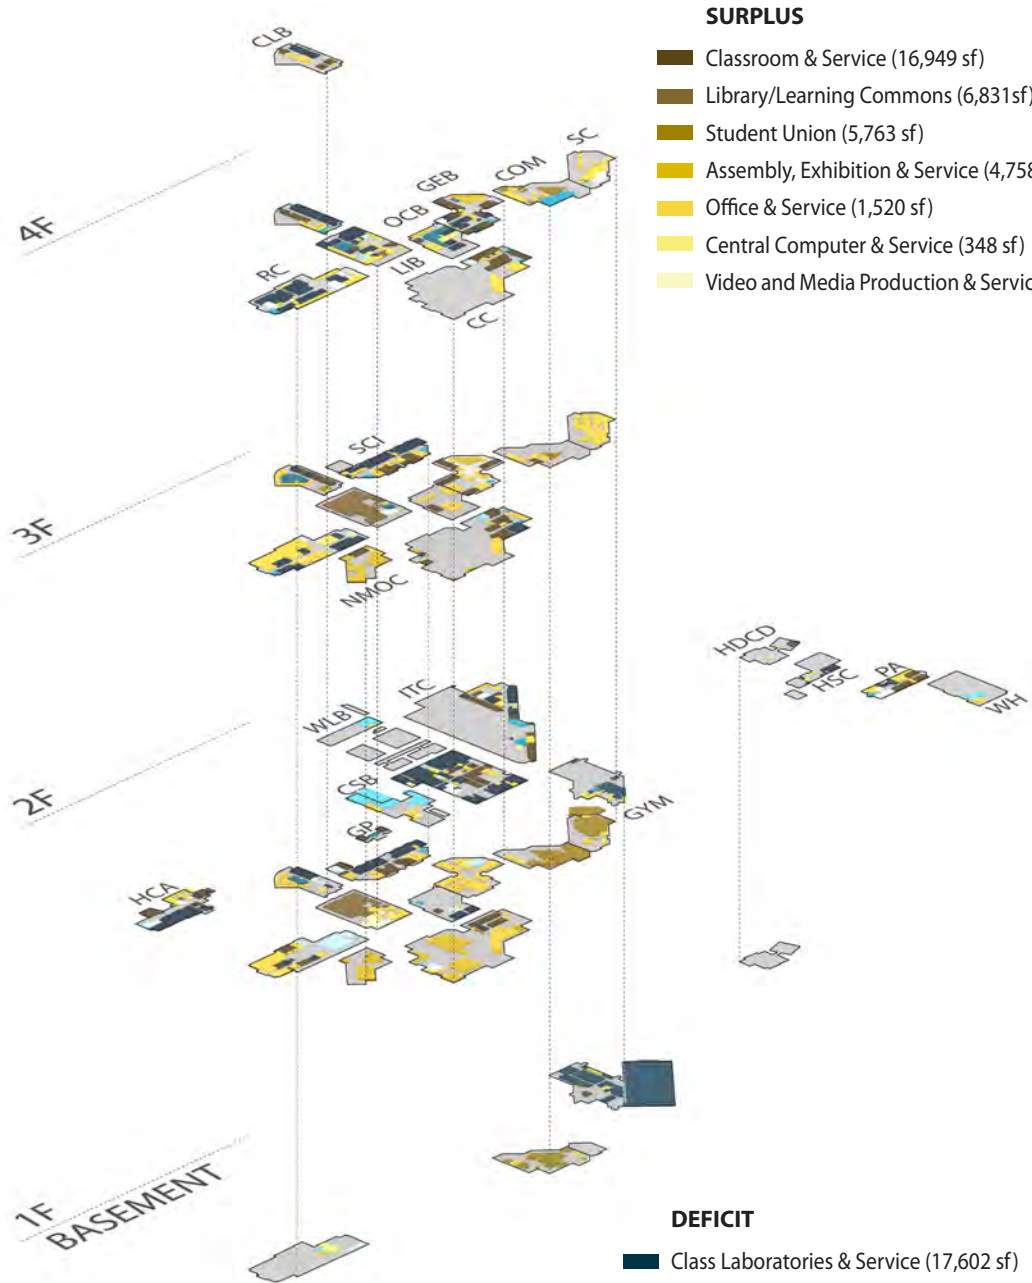 SURPLUS
Classroom & Service (16,949 sf)
Library/Learning Commons (6,831sf)
Student Union (5,763 sf)
Assembly, Exhibition & Service (4,758
Office & Service (1,520 sf)
Central Computer & Service (348 sf)
Video and Media Production & Servic
CLB
SC
COM
GEB
OCB
4F
LIB
RC
CC
SCI
3F
NMOC
HDCD
HSC
PA
WH
ITC
WLB
2F
CSB
GYM
GP
HCA
1F
BASEMENT
DEFICIT
Class Laboratories & Service (17,602 sf)